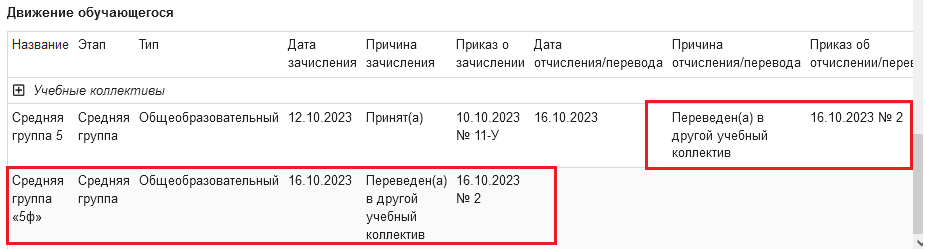 Движение обучающегося
Название Этап Тип Дата зачисления Причина зачисления Приказ о зачислении Дата отчисления/перевода Причина отчисления/перевода Приказ об отчислении/перев
Учебные коллективы
Средняя группа 5 Средняя группа Общеобразовательный 12.10.2023 Принят(а) 10.10.2023 № 11-У 16.10.2023 Переведен(а) в другой учебный коллектив 16.10.2023 № 2
Средняя группа «5ф» Средняя группа Общеобразовательный 16.10.2023 Переведен(а) в другой учебный коллектив 16.10.2023 № 2